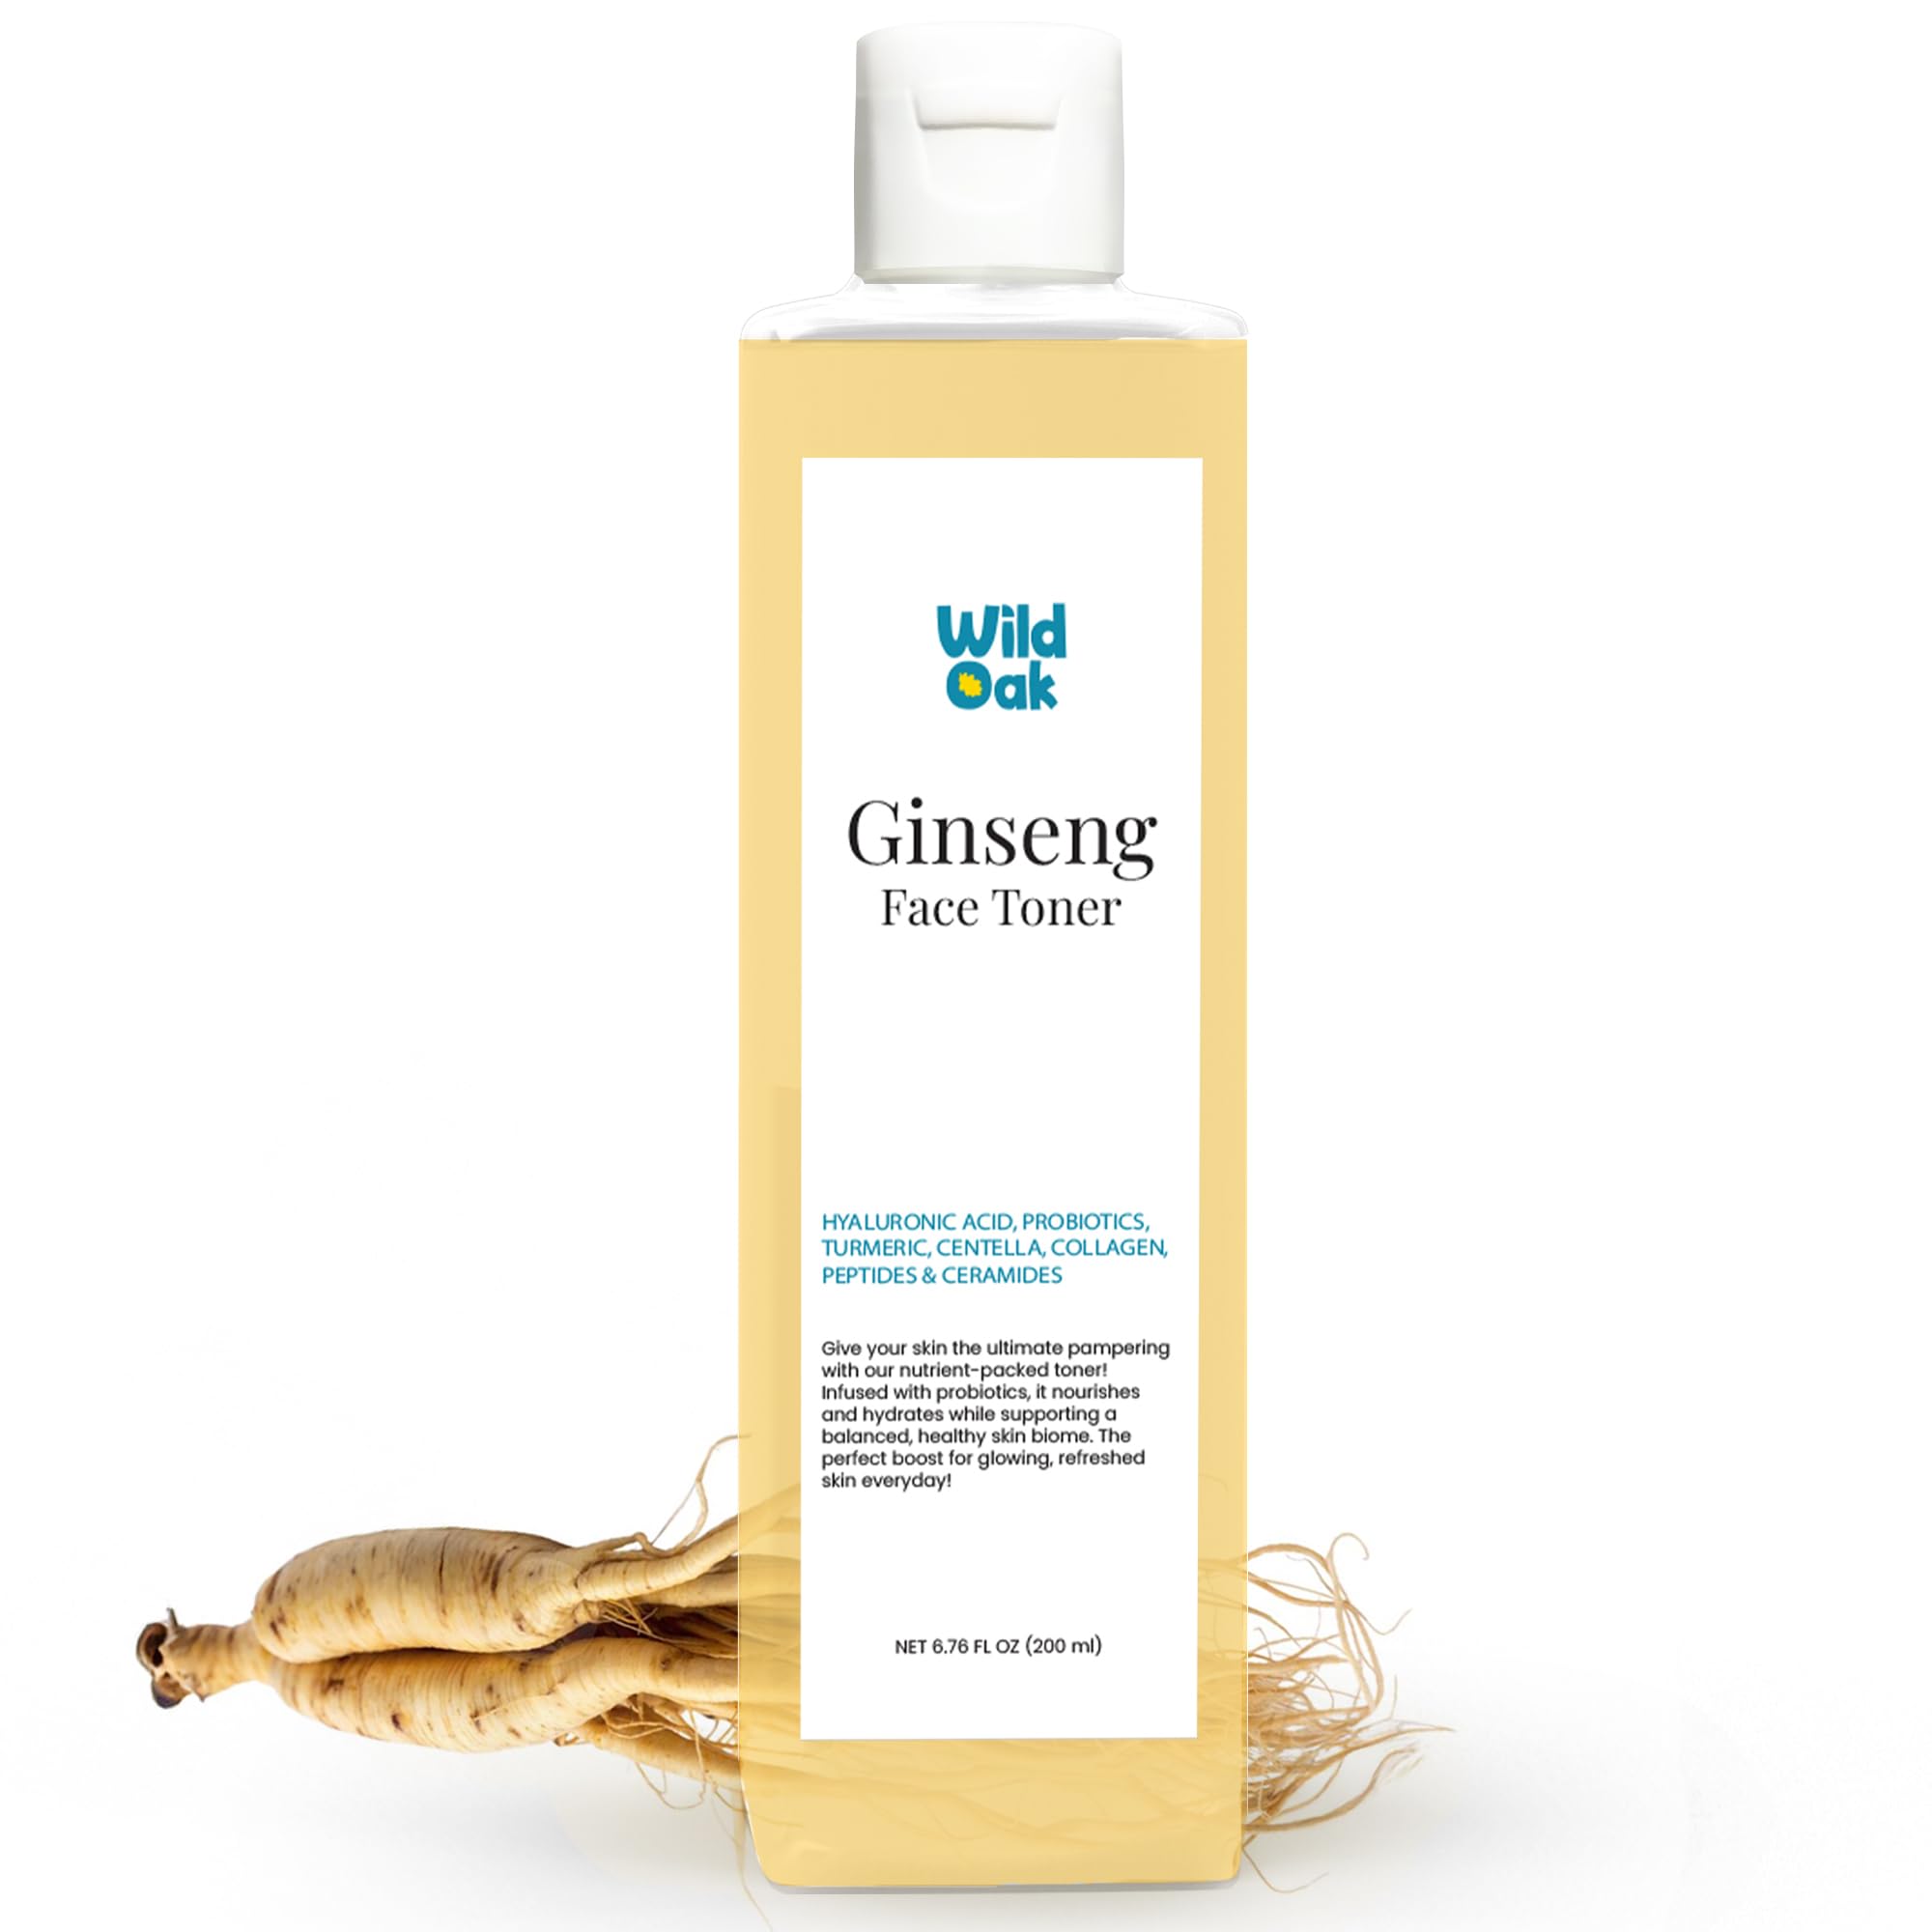 Wild
Oak
Ginseng
Face Toner
HYALURONIC ACID, PROBIOTICS,
TURMERIC, CENTELLA, COLLAGEN,
PEPTIDES & CERAMIDES
Give your skin the ultimate pampering
with our nutrient-packed toner!
Infused with probiotics, it nourishes
and hydrates while supporting a
balanced, healthy skin biome. The
perfect boost for glowing, refreshed
skin everyday!
NET 6.76 FL OZ (200 ml)